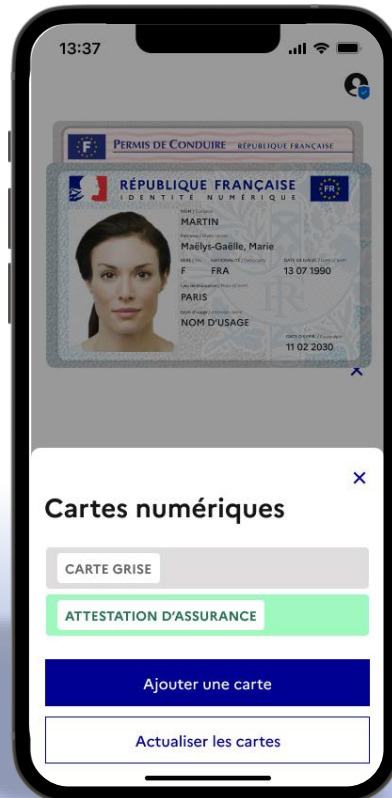 13:37
F
PERMIS DE CONDUIRE RÉPUBLIQUE FRANÇAISE
RÉPUBLIQUE FRANÇAISE
IDENTITÉ NUMÉRIQUE
FR
MARTIN
Maëlys-Gaëlle, Marie
F FRA 13 07 1990
PARIS
NOM D'USAGE
11 02 2030
Cartes numériques
CARTE GRISE
ATTESTATION D'ASSURANCE
Ajouter une carte
Actualiser les cartes